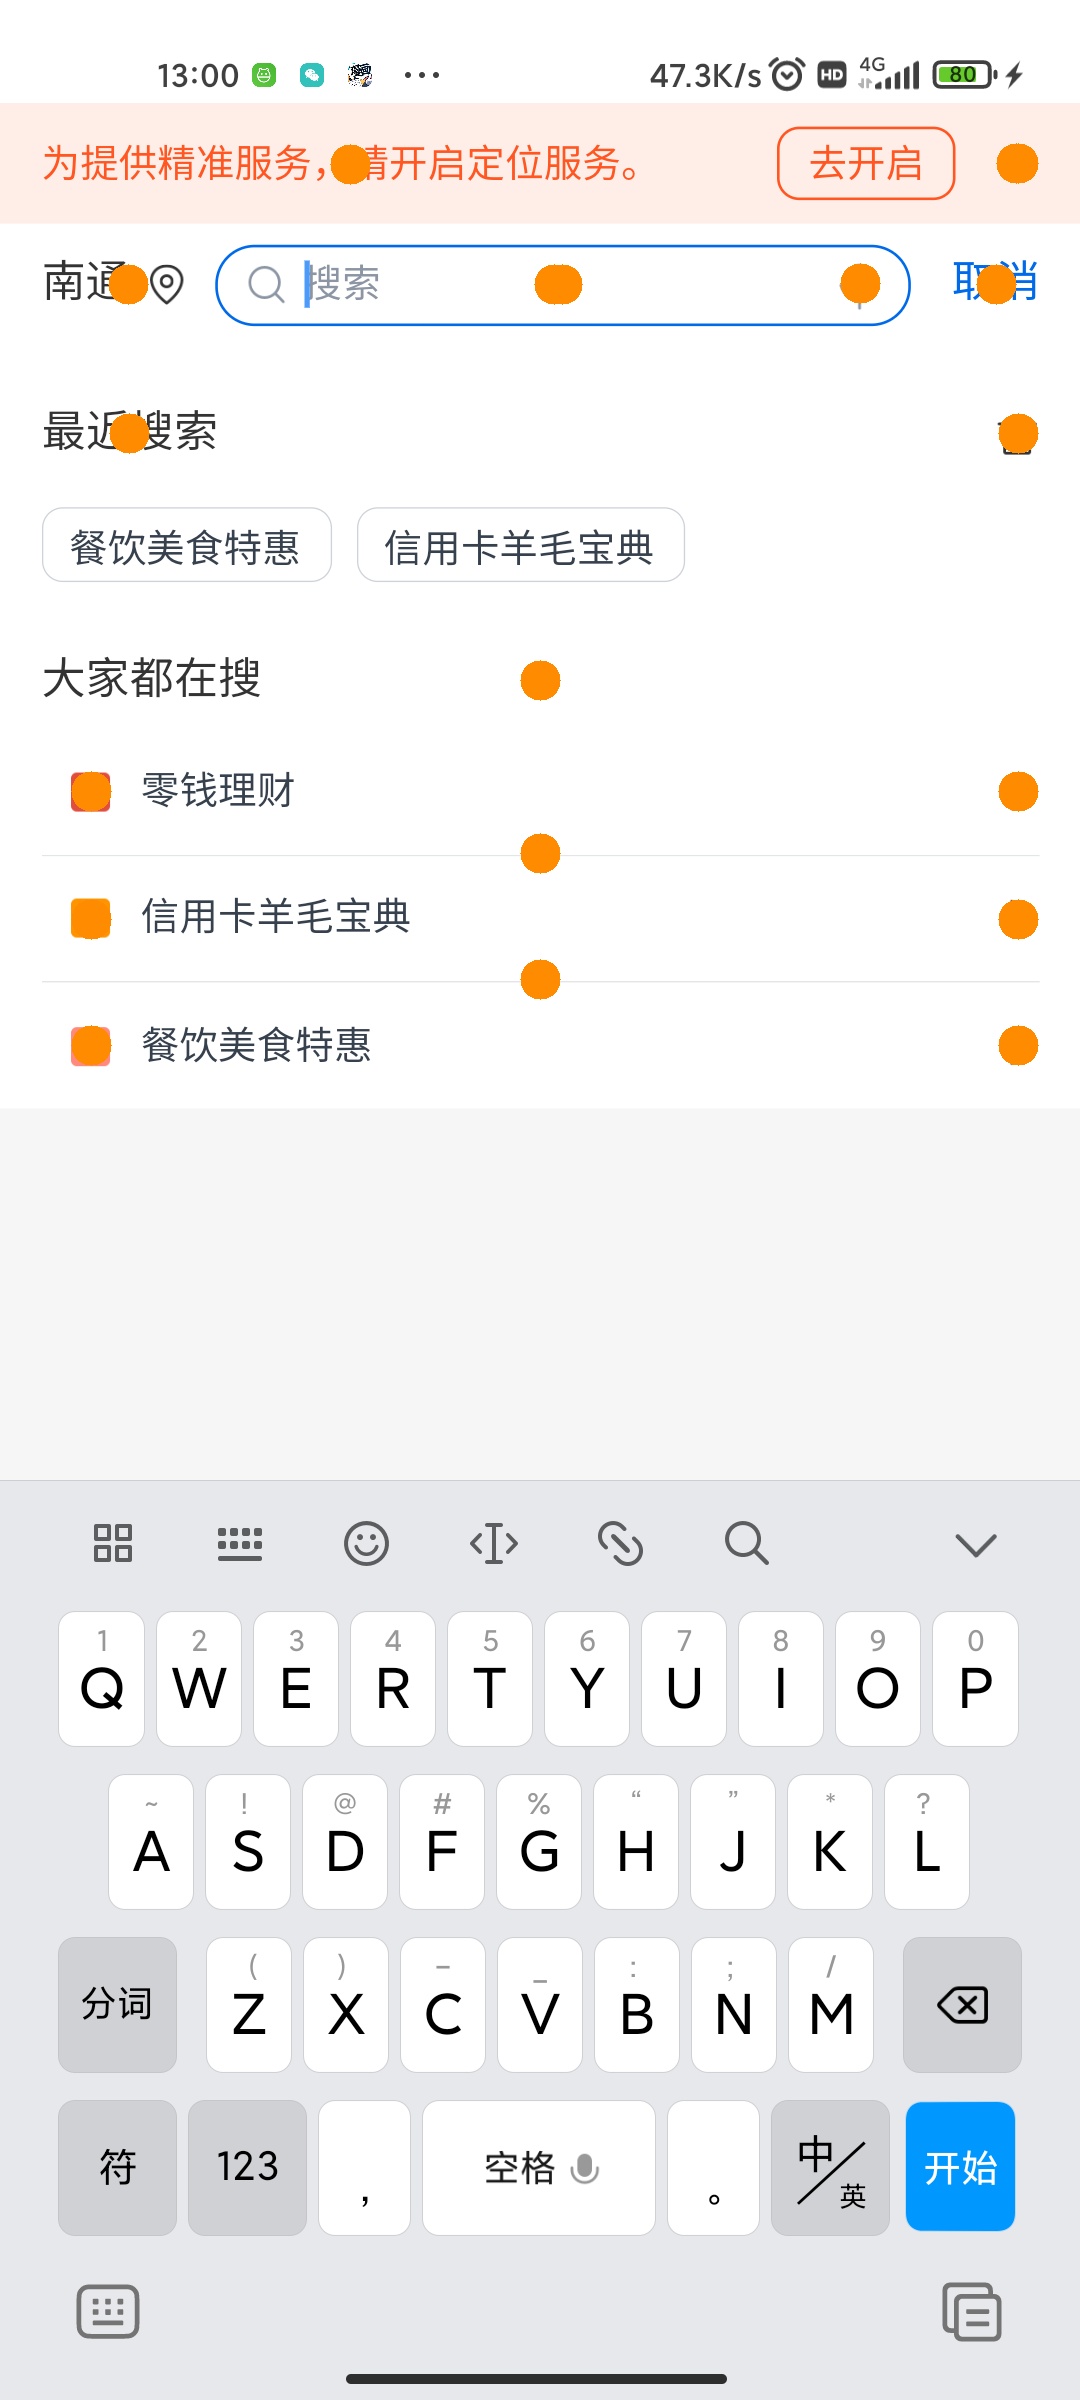 13:00 47.3K/s HD 4G 80
为提供精准服务，请开启定位服务。 去开启
南通 搜索 取消
最近搜索
餐饮美食特惠 信用卡羊毛宝典
大家都在搜
零钱理财
信用卡羊毛宝典
餐饮美食特惠
1 2 3 4 5 6 7 8 9 0
Q W E R T Y U I O P
~ ! @ # % “ ” * ?
A S D F G H J K L
( ) - _ : ; /
分词 Z X C V B N M
符 123 ， 空格 。 中/英 开始